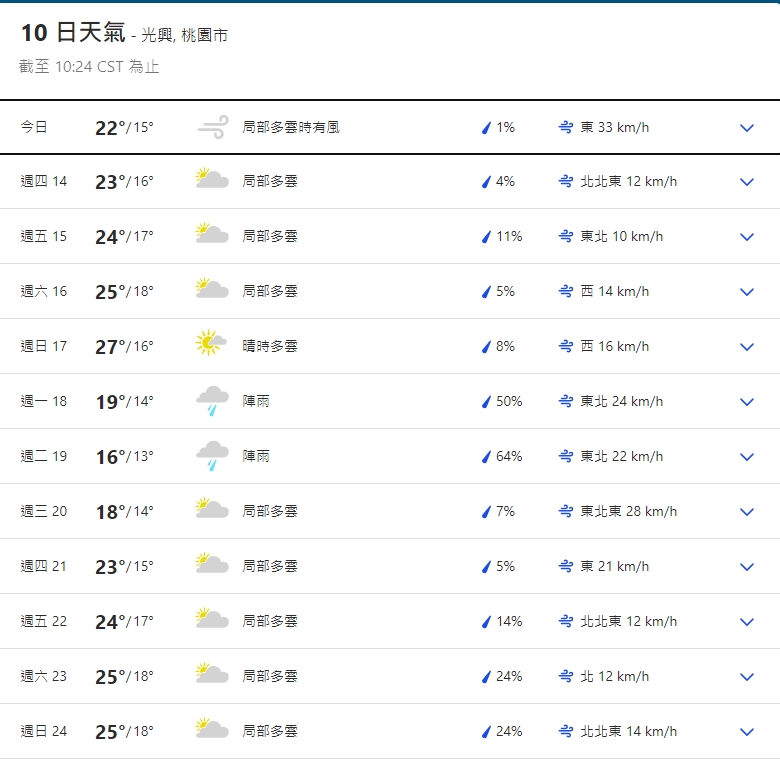 10 日天氣 - 光興, 桃園市
截至 10:24 CST 為止
今日 22°/15° 局部多雲時有風 1% 東 33 km/h
週四 14 23°/16° 局部多雲 4% 北北東 12 km/h
週五 15 24°/17° 局部多雲 11% 東北 10 km/h
週六 16 25°/18° 局部多雲 5% 西 14 km/h
週日 17 27°/16° 晴時多雲 8% 西 16 km/h
週一 18 19°/14° 陣雨 50% 東北 24 km/h
週二 19 16°/13° 陣雨 64% 東北 22 km/h
週三 20 18°/14° 局部多雲 7% 東北東 28 km/h
週四 21 23°/15° 局部多雲 5% 東 21 km/h
週五 22 24°/17° 局部多雲 14% 北北東 12 km/h
週六 23 25°/18° 局部多雲 24% 北 12 km/h
週日 24 25°/18° 局部多雲 24% 北北東 14 km/h